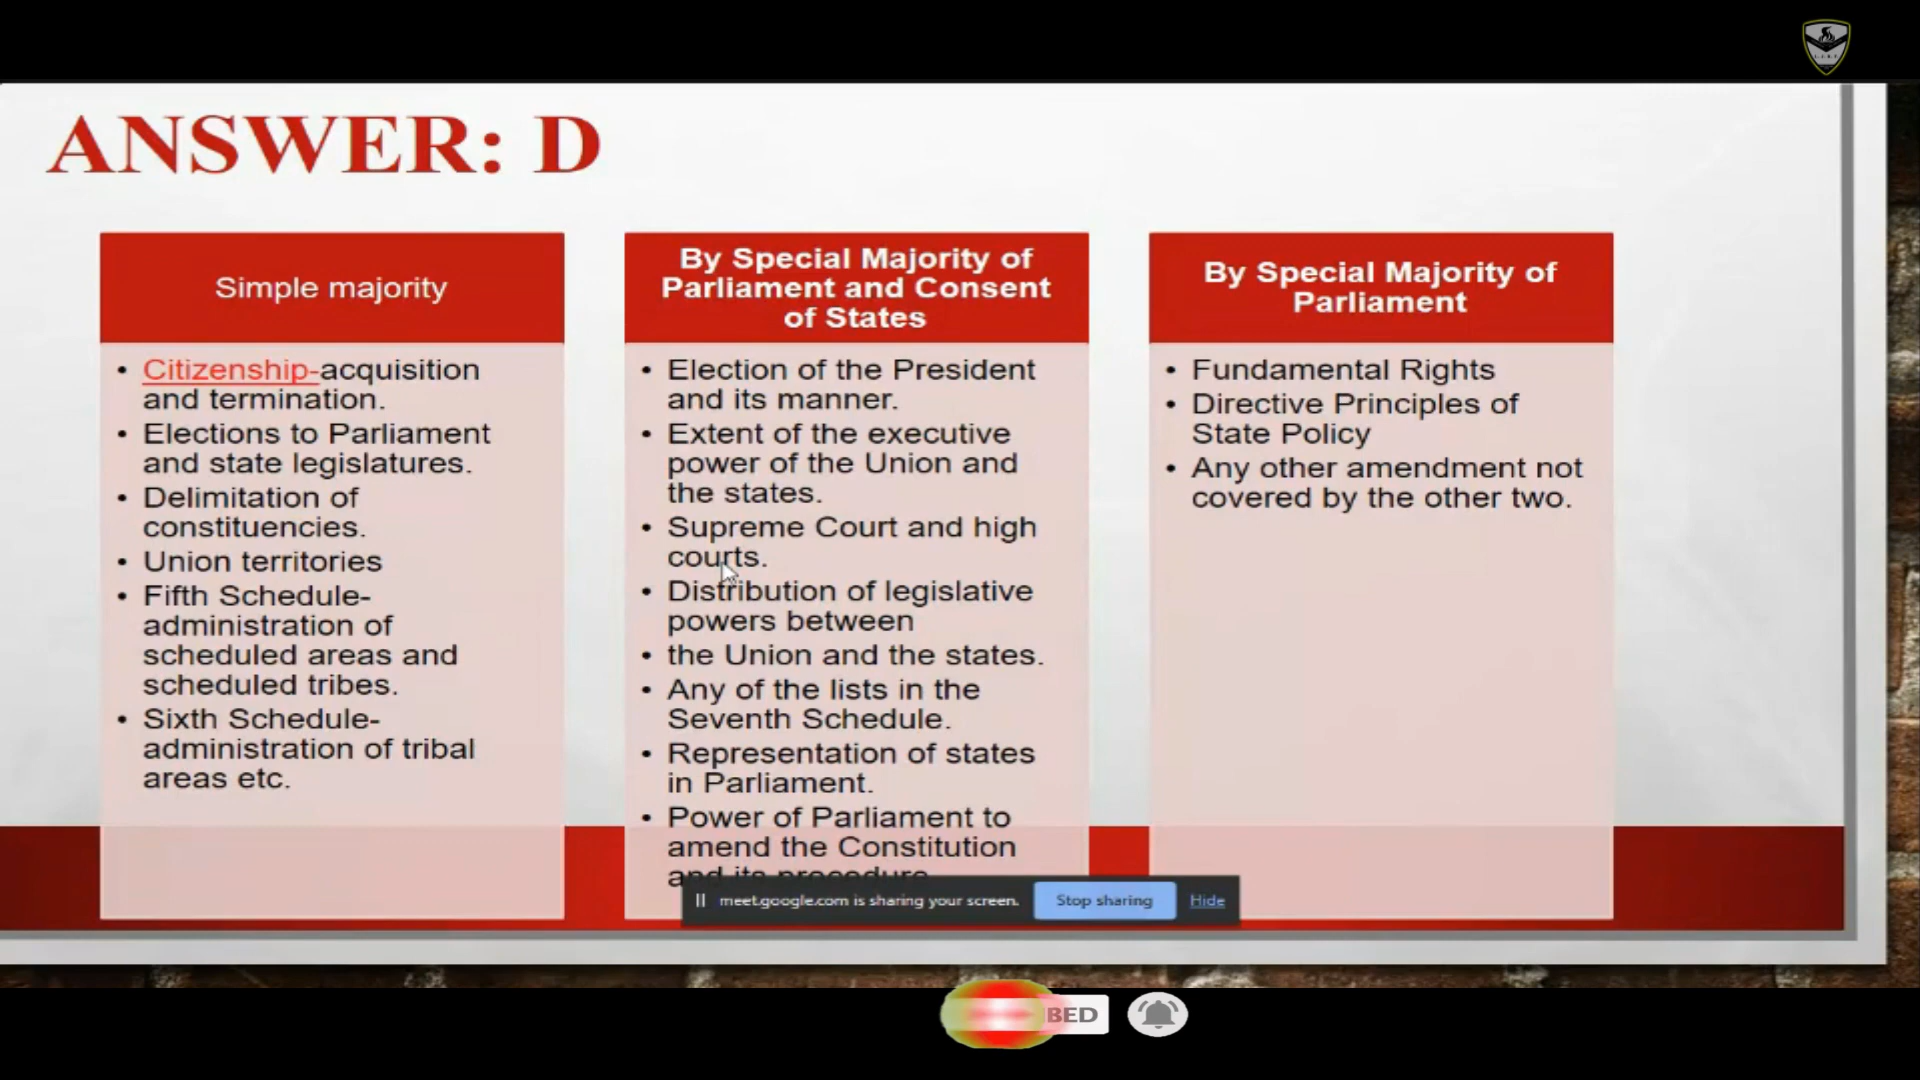 ANSWER: D
Simple majority
• Citizenship-acquisition
and termination.
• Elections to Parliament
and state legislatures.
• Delimitation of
constituencies.
• Union territories
• Fifth Schedule-
administration of
scheduled areas and
scheduled tribes.
• Sixth Schedule-
administration of tribal
areas etc.
By Special Majority of
Parliament and Consent
of States
• Election of the President
and its manner.
• Extent of the executive
power of the Union and
the states.
• Supreme Court and high
courts.
• Distribution of legislative
powers between
• the Union and the states.
• Any of the lists in the
Seventh Schedule.
• Representation of states
in Parliament.
• Power of Parliament to
amend the Constitution
and its procedure
By Special Majority of
Parliament
• Fundamental Rights
• Directive Principles of
State Policy
• Any other amendment not
covered by the other two.
meet.google.com is sharing your screen.
Stop sharing
Hide
BED